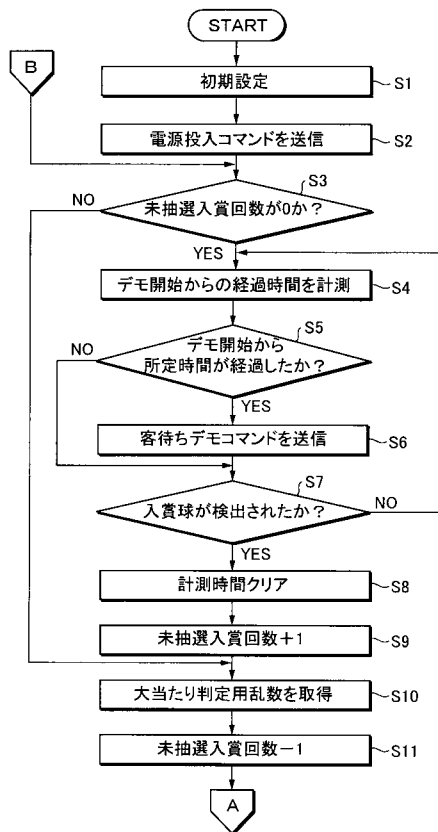 START
B
初期設定
S1
電源投入コマンドを送信
S2
S3
NO
未抽選入賞回数が0か?
YES
デモ開始からの経過時間を計測
S4
S5
NO
デモ開始から
所定時間が経過したか?
YES
客待ちデモコマンドを送信
S6
S7
入賞球が検出されたか?
NO
YES
計測時間クリア
S8
未抽選入賞回数+1
S9
大当たり判定用乱数を取得
S10
未抽選入賞回数−1
S11
A